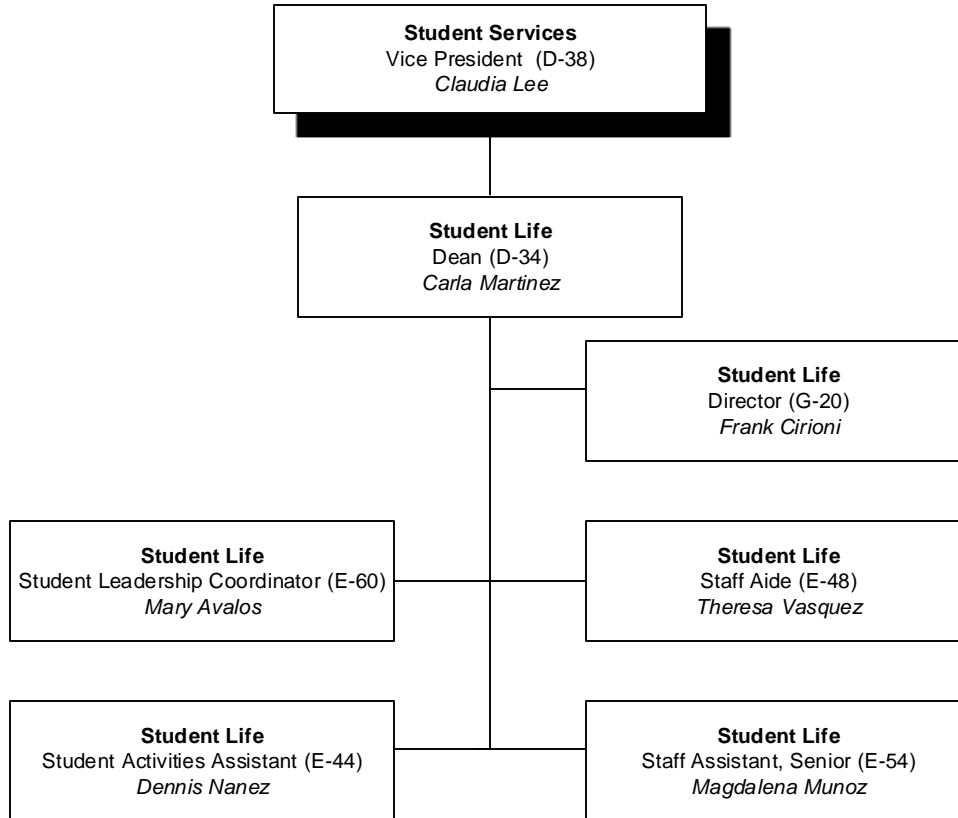 Student Services
Vice President (D-38)
Claudia Lee
Student Life
Dean (D-34)
Carla Martinez
Student Life
Director (G-20)
Frank Cirioni
Student Life
Student Leadership Coordinator (E-60)
Mary Avalos
Student Life
Staff Aide (E-48)
Theresa Vasquez
Student Life
Student Activities Assistant (E-44)
Dennis Nanez
Student Life
Staff Assistant, Senior (E-54)
Magdalena Munoz